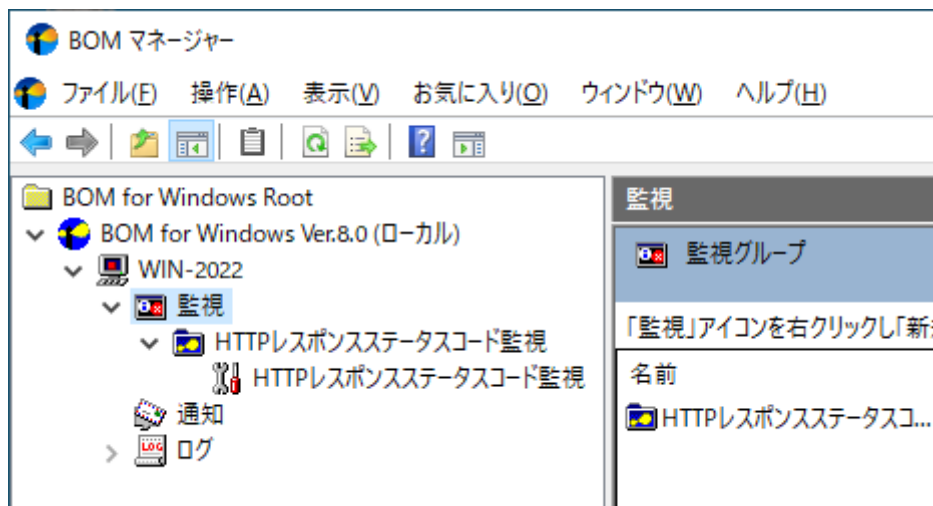 BOM マネージャー
ファイル(F) 操作(A) 表示(V) お気に入り(O) ウィンドウ(W) ヘルプ(H)
BOM for Windows Root
BOM for Windows Ver.8.0 (ローカル)
WIN-2022
監視
HTTPレスポンスステータスコード監視
HTTPレスポンスステータスコード監視
通知
LOG ログ
監視
監視グループ
「監視」アイコンを右クリックし「新
名前
HTTPレスポンスステータスコ...